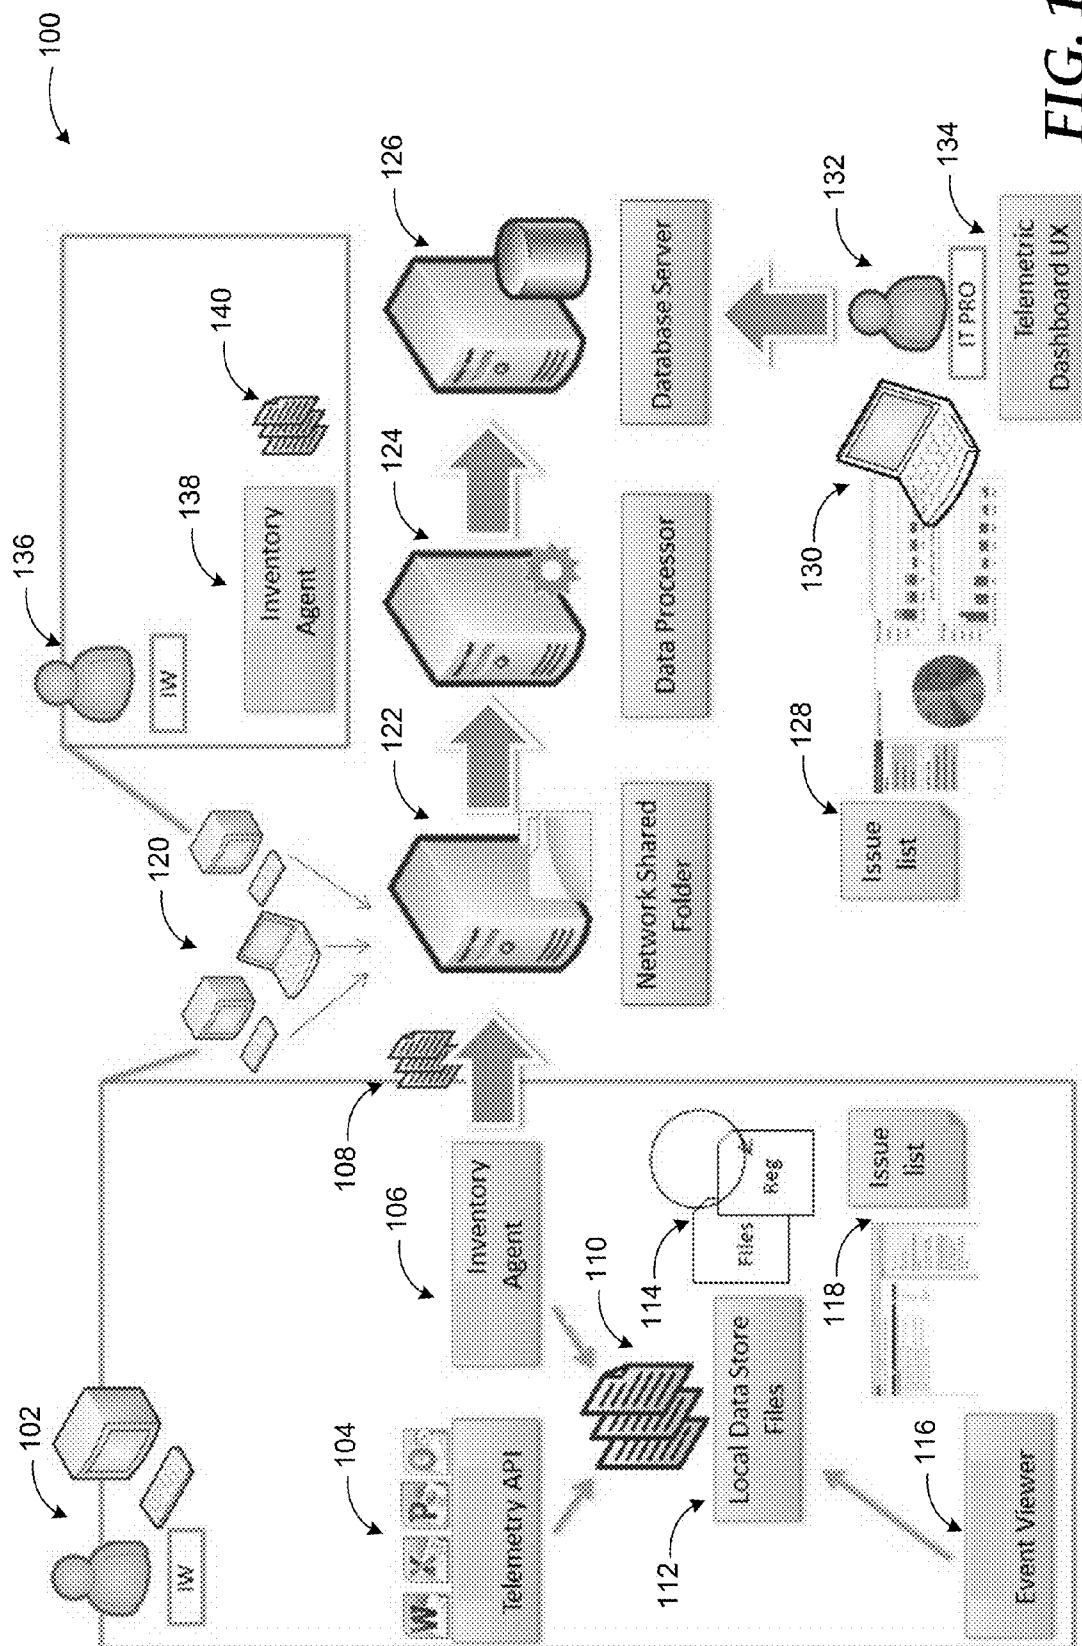 100
102
IW
104
W X P O
Telemetry API
106
Inventory
Agent
108
110
112
Local Data Store
Files
114
Files
Reg
116
Event Viewer
118
Issue
list
120
136
IW
138
Inventory
Agent
140
122
Network Shared
Folder
124
Data Processor
126
Database Server
128
Issue
list
130
132
IT PRO
134
Telemetric
Dashboard UX
FIG. 1